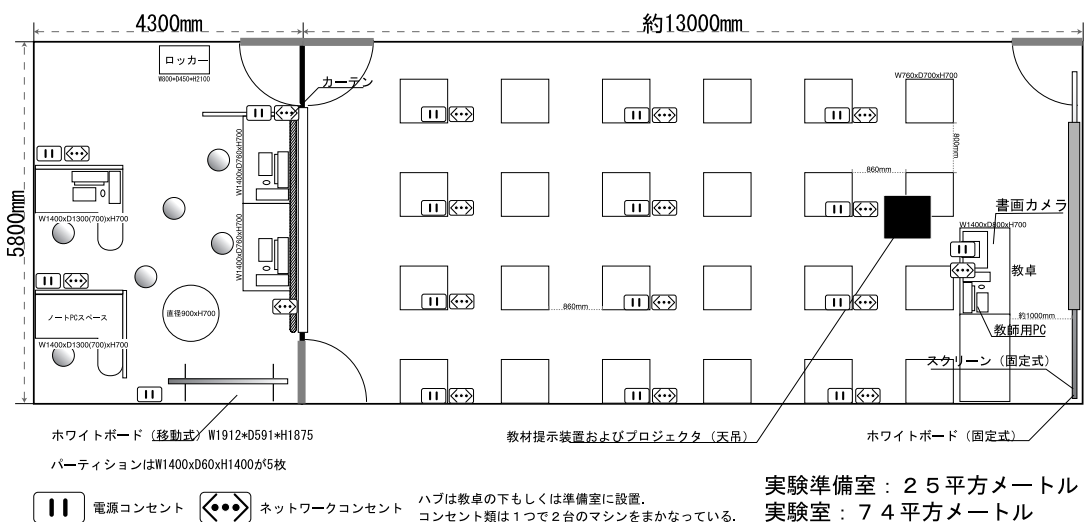 4300mm
約13000mm
5800mm
ロッカー
W800*D450*H2100
カーテン
W760xD700xH700
W1400xD760xH700
W1400xD760xH700
W1400xD1300(700)xH700
ノートPCスペース
W1400xD1300(700)xH700
直径900xH700
860mm
860mm
800mm
書画カメラ
W1400xD800xH700
教卓
約1000mm
教師用PC
スクリーン（固定式）
ホワイトボード（移動式）W1912*D591*H1875
教材提示装置およびプロジェクタ（天吊）
ホワイトボード（固定式）
パーティションはW1400xD60xH1400が5枚
電源コンセント
ネットワークコンセント
ハブは教卓の下もしくは準備室に設置．
コンセント類は１つで２台のマシンをまかなっている．
実験準備室：２５平方メートル
実験室：７４平方メートル